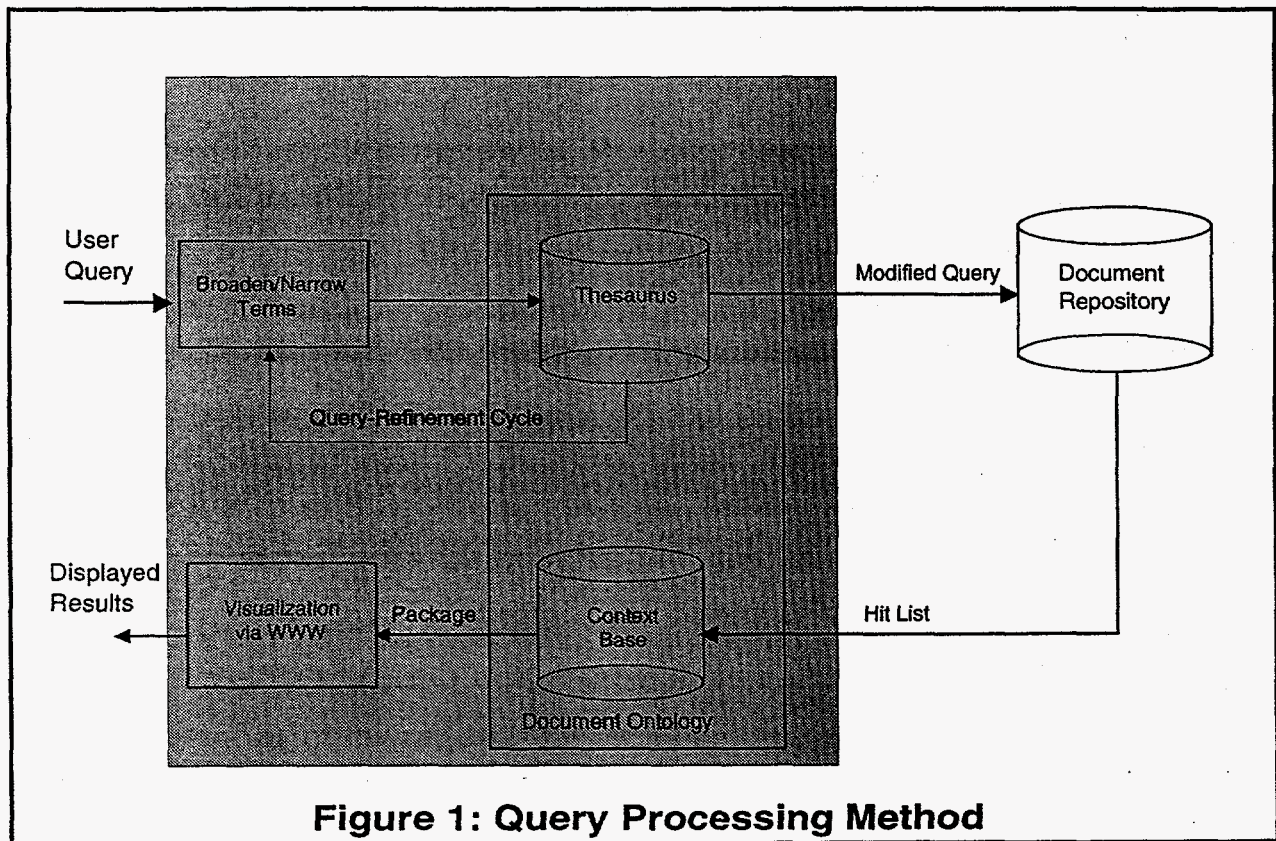 User
Query
Broaden/Narrow
Terms
Thesaurus
Modified Query
Document
Repository
Query-Refinement Cycle
Displayed
Results
Visualization
via WWW
Package
Context
Base
Hit List
Document Ontology
Figure 1: Query Processing Method